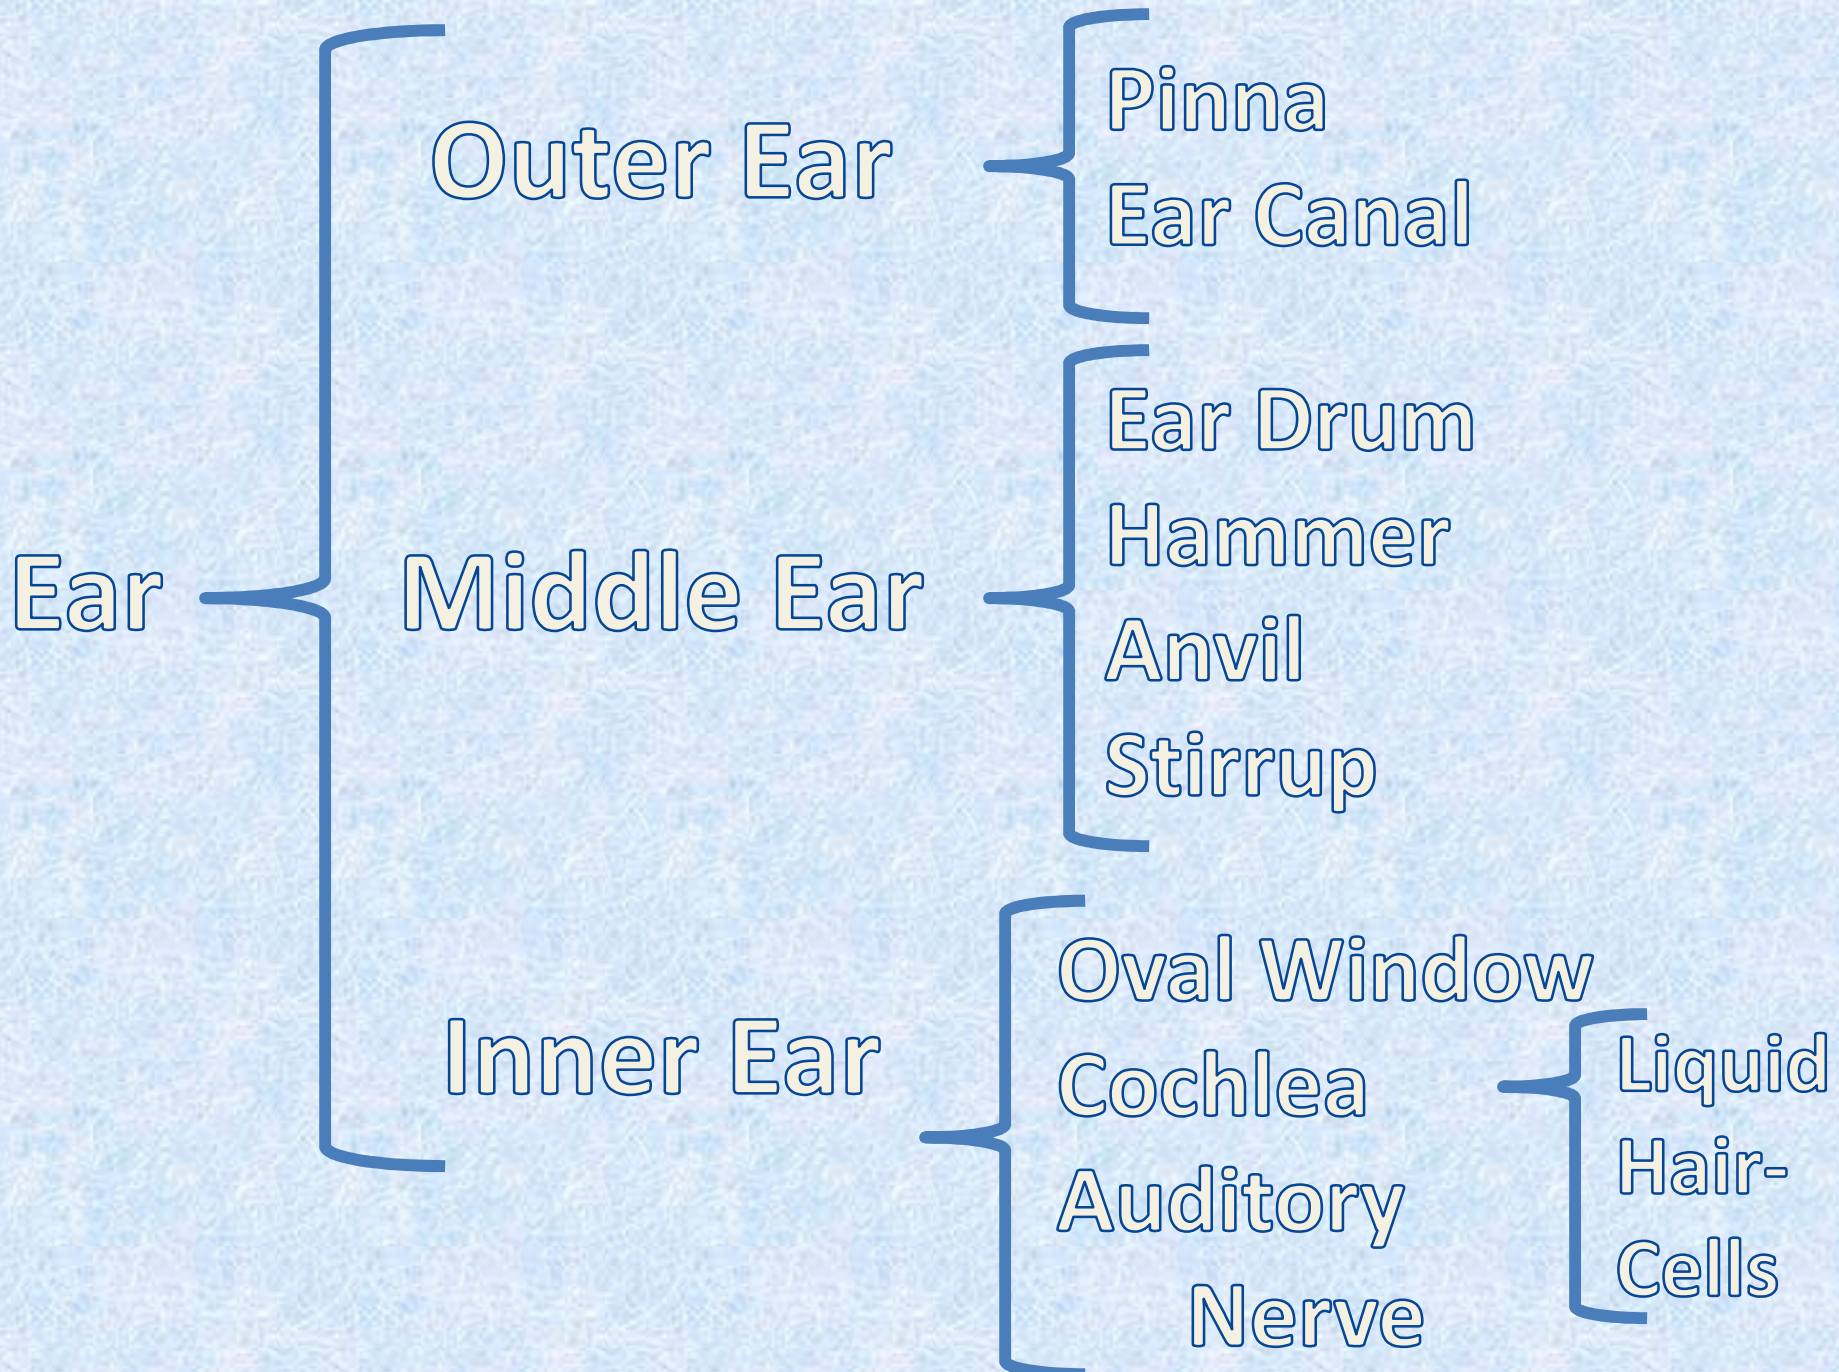 Ear
Outer Ear
Pinna
Ear Canal
Middle Ear
Ear Drum
Hammer
Anvil
Stirrup
Inner Ear
Oval Window
Cochlea
Auditory
Nerve
Liquid
Hair-
Cells